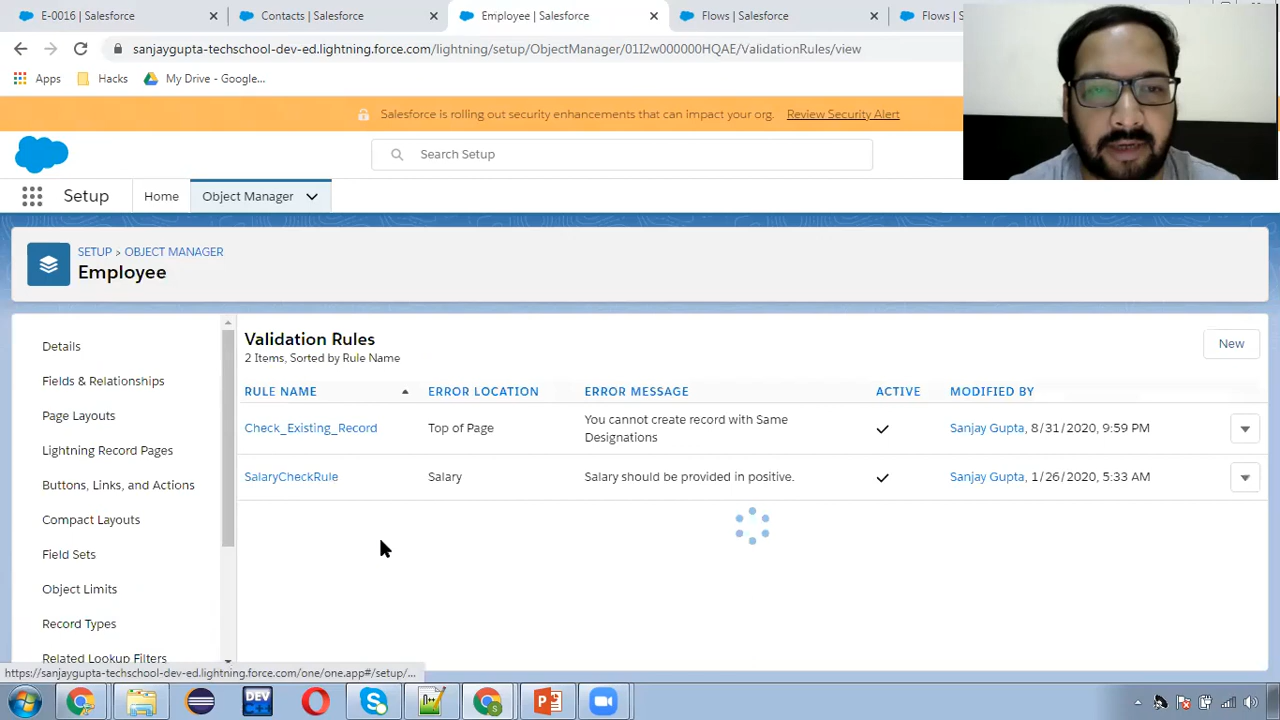 E-0016 | Salesforce
Contacts | Salesforce
Employee | Salesforce
Flows | Salesforce
Flows | S
sanjaygupta-techschool-dev-ed.lightning.force.com/lightning/setup/ObjectManager/01I2w000000HQAE/ValidationRules/view
Apps
Hacks
My Drive - Google...
Salesforce is rolling out security enhancements that can impact your org. Review Security Alert
Search Setup
Setup
Home
Object Manager
SETUP > OBJECT MANAGER
Employee
Details
Fields & Relationships
Page Layouts
Lightning Record Pages
Buttons, Links, and Actions
Compact Layouts
Field Sets
Object Limits
Record Types
Related Lookup Filters
Validation Rules
2 Items, Sorted by Rule Name
New
RULE NAME ERROR LOCATION ERROR MESSAGE ACTIVE MODIFIED BY
Check_Existing_Record Top of Page You cannot create record with Same Designations Sanjay Gupta, 8/31/2020, 9:59 PM
SalaryCheckRule Salary Salary should be provided in positive. Sanjay Gupta, 1/26/2020, 5:33 AM
https://sanjaygupta-techschool-dev-ed.lightning.force.com/one/one.app#/setup/...
DEV
C++